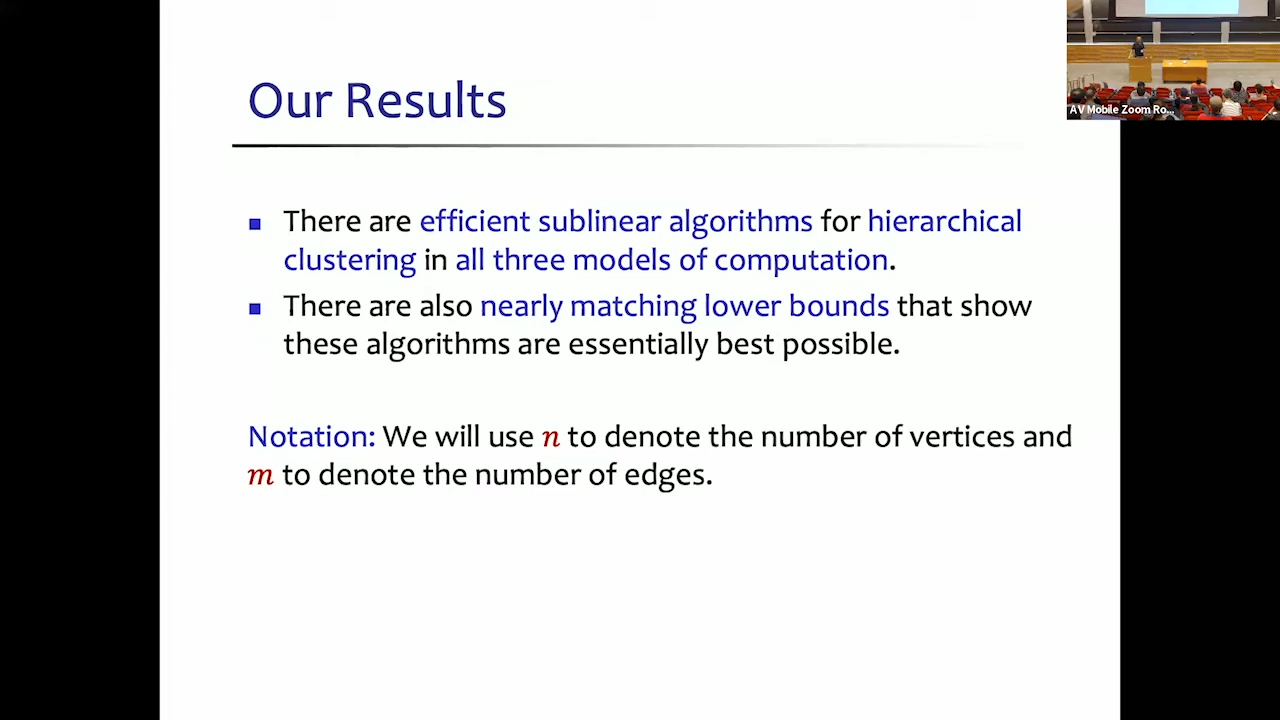 Our Results
There are efficient sublinear algorithms for hierarchical
clustering in all three models of computation.
There are also nearly matching lower bounds that show
these algorithms are essentially best possible.
Notation: We will use n to denote the number of vertices and
m to denote the number of edges.
AV Mobile Zoom Ro...